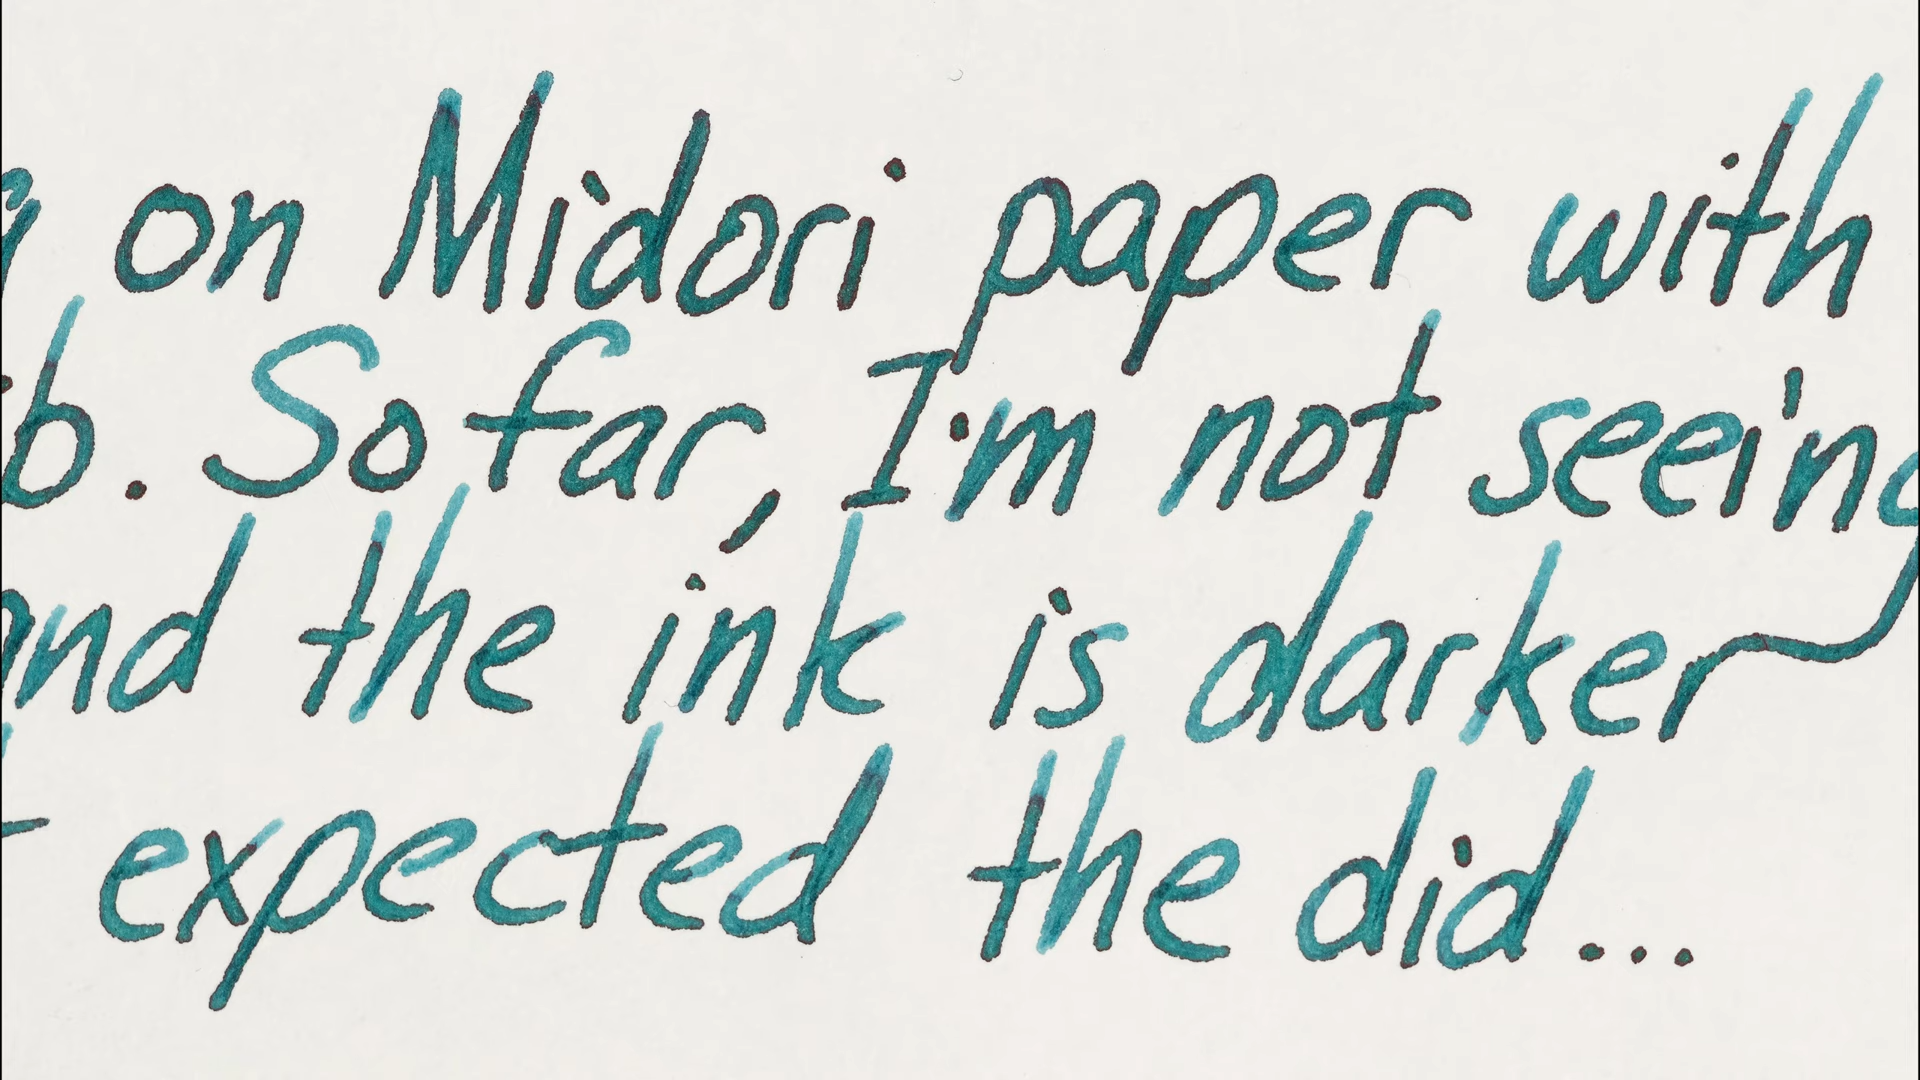 on Midori paper with
So far, I'm not seeing
and the ink is darker
expected the did...